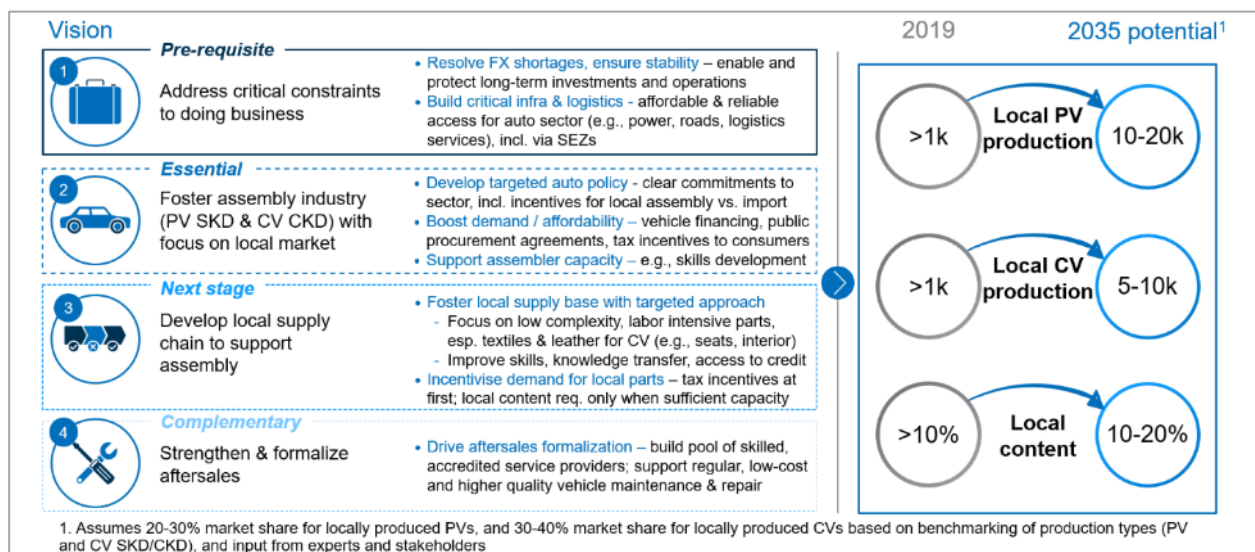 Vision
2019
2035 potential¹
Pre-requisite
1
Address critical constraints
to doing business
• Resolve FX shortages, ensure stability – enable and
protect long-term investments and operations
• Build critical infra & logistics - affordable & reliable
access for auto sector (e.g., power, roads, logistics
services), incl. via SEZs
Essential
2
Foster assembly industry
(PV SKD & CV CKD) with
focus on local market
• Develop targeted auto policy - clear commitments to
sector, incl. incentives for local assembly vs. import
• Boost demand / affordability – vehicle financing, public
procurement agreements, tax incentives to consumers
• Support assembler capacity – e.g., skills development
Next stage
3
Develop local supply
chain to support
assembly
• Foster local supply base with targeted approach
- Focus on low complexity, labor intensive parts,
esp. textiles & leather for CV (e.g., seats, interior)
- Improve skills, knowledge transfer, access to credit
• Incentivise demand for local parts – tax incentives at
first; local content req. only when sufficient capacity
Complementary
4
Strengthen & formalize
aftersales
• Drive aftersales formalization – build pool of skilled,
accredited service providers; support regular, low-cost
and higher quality vehicle maintenance & repair
>1k
Local PV
production
10-20k
>1k
Local CV
production
5-10k
>10%
Local
content
10-20%
1. Assumes 20-30% market share for locally produced PVs, and 30-40% market share for locally produced CVs based on benchmarking of production types (PV
and CV SKD/CKD), and input from experts and stakeholders